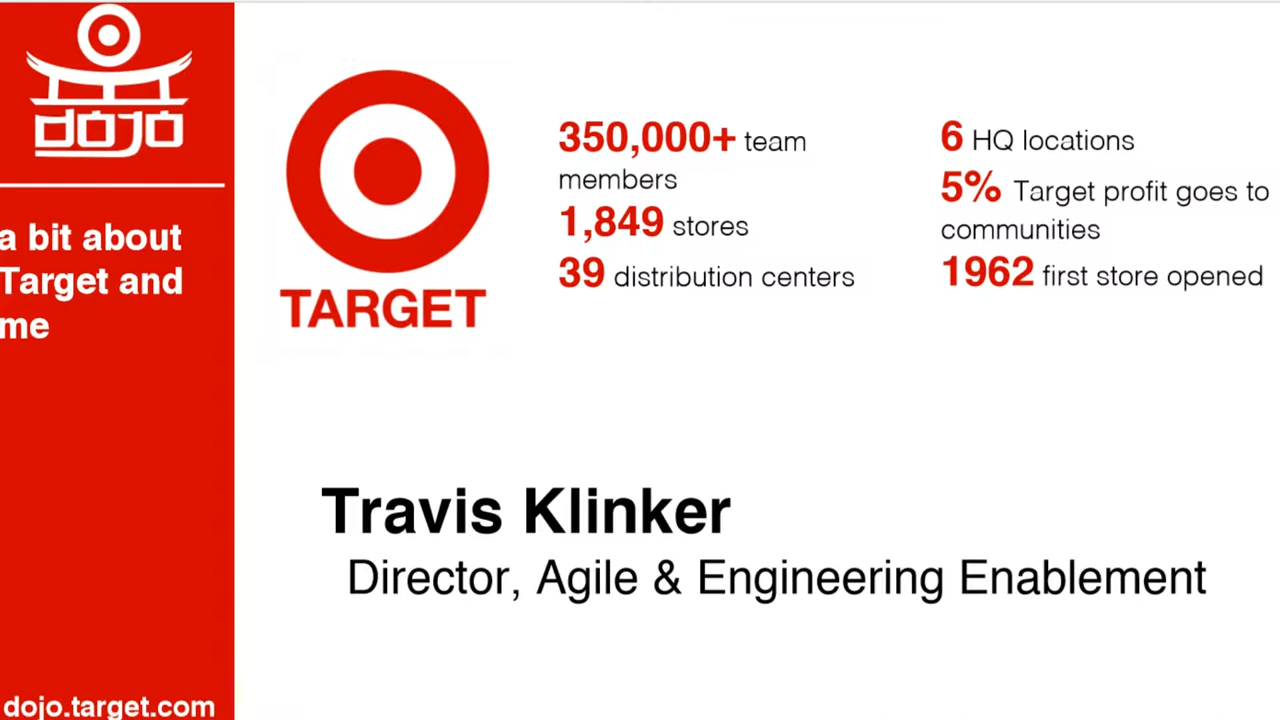 dojo
a bit about
Target and
me
dojo.target.com
TARGET
350,000+ team
members
1,849 stores
39 distribution centers
6 HQ locations
5% Target profit goes to
communities
1962 first store opened
Travis Klinker
Director, Agile & Engineering Enablement